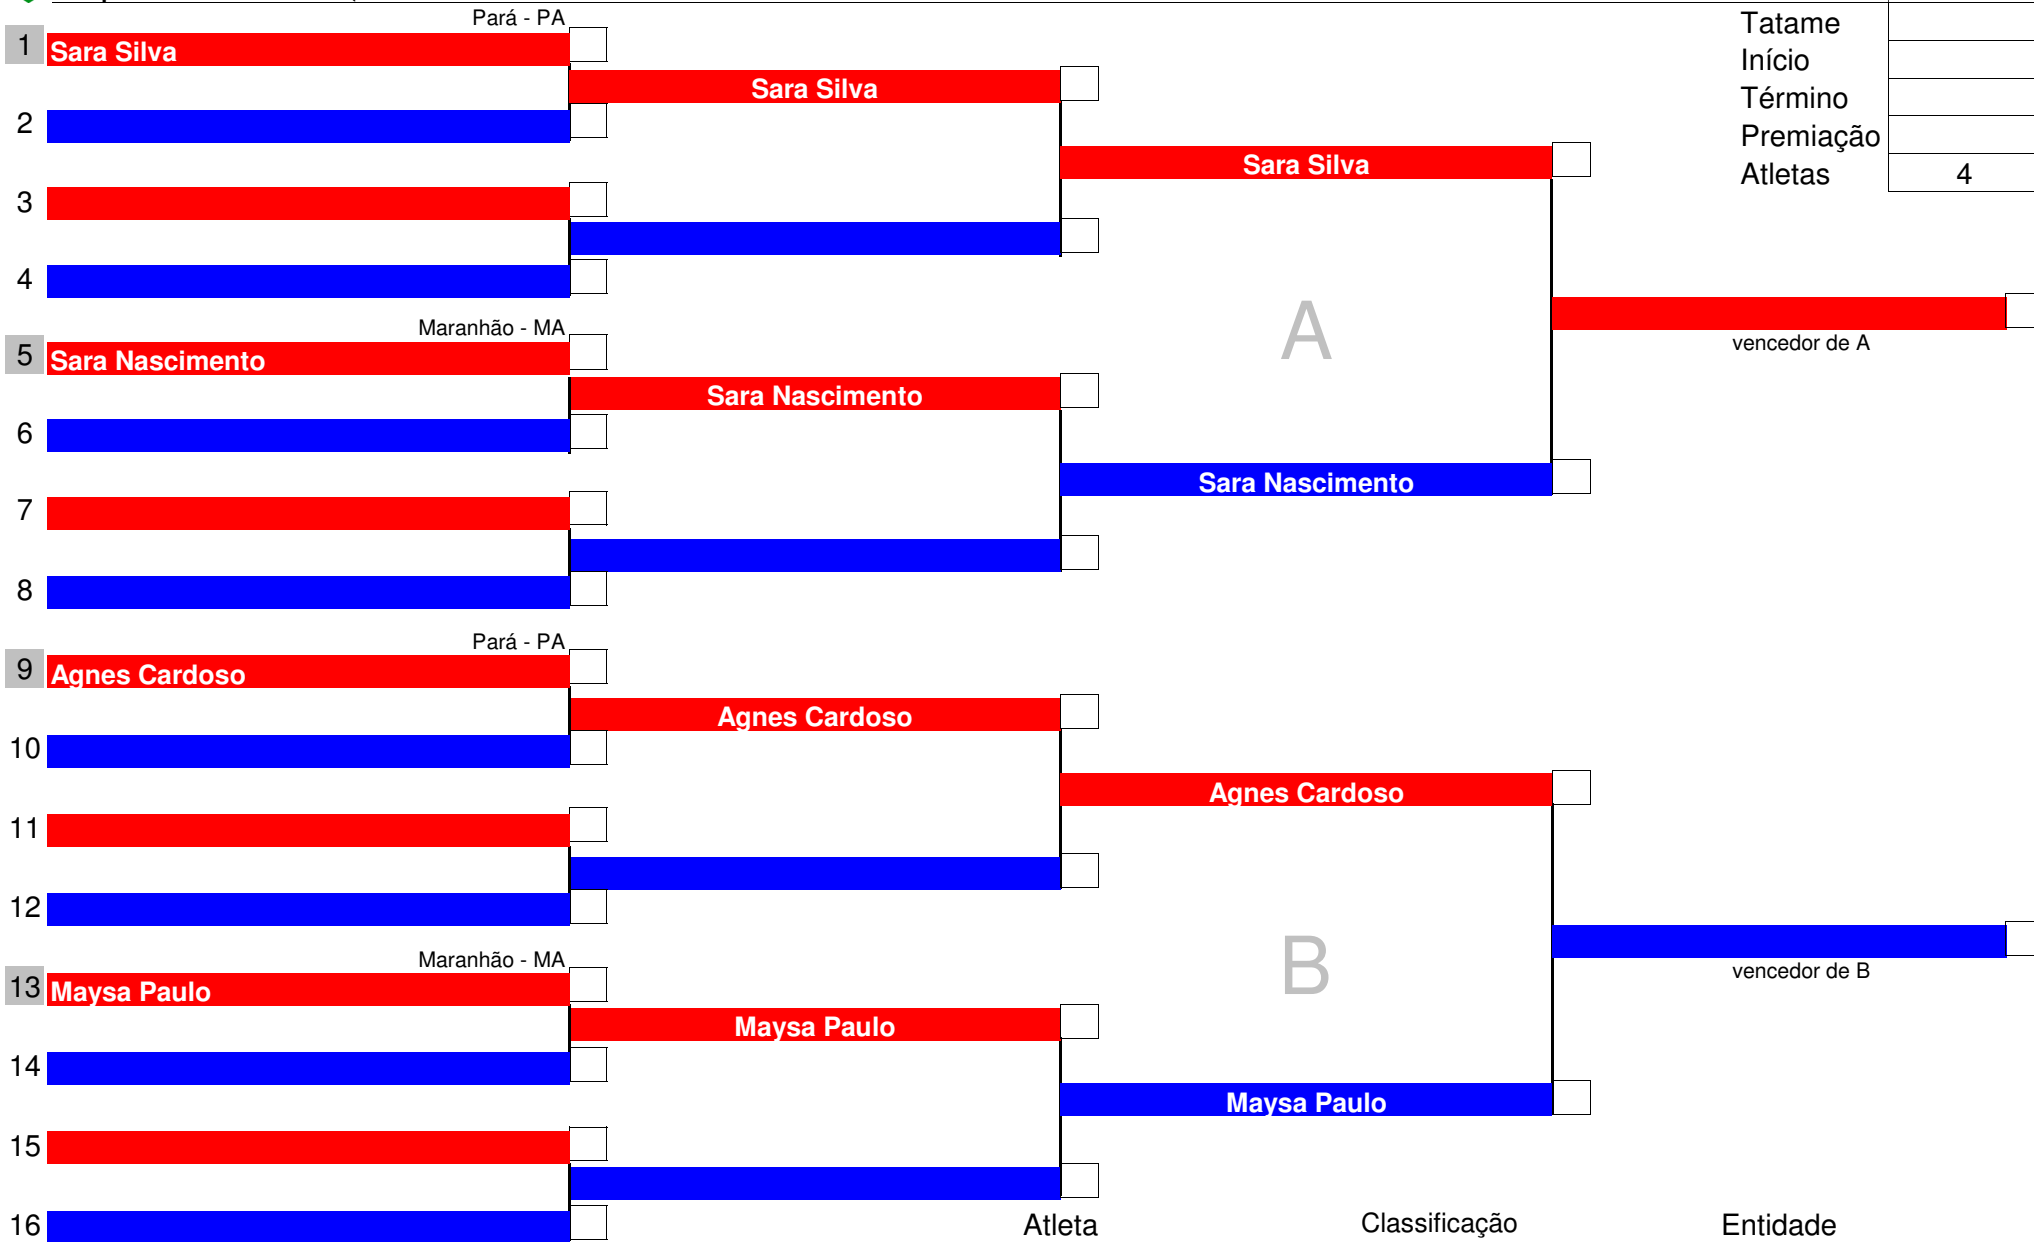 Pará - PA
Tatame
1 Sara Silva
Início
Sara Silva
Término
2
Premiação
Sara Silva
Atletas 4
3
4
Maranhão - MA
A
vencedor de A
5 Sara Nascimento
Sara Nascimento
6
Sara Nascimento
7
8
Pará - PA
9 Agnes Cardoso
Agnes Cardoso
10
Agnes Cardoso
11
12
Maranhão - MA
B
vencedor de B
13 Maysa Paulo
Maysa Paulo
14
Maysa Paulo
15
16
Atleta Classificação Entidade